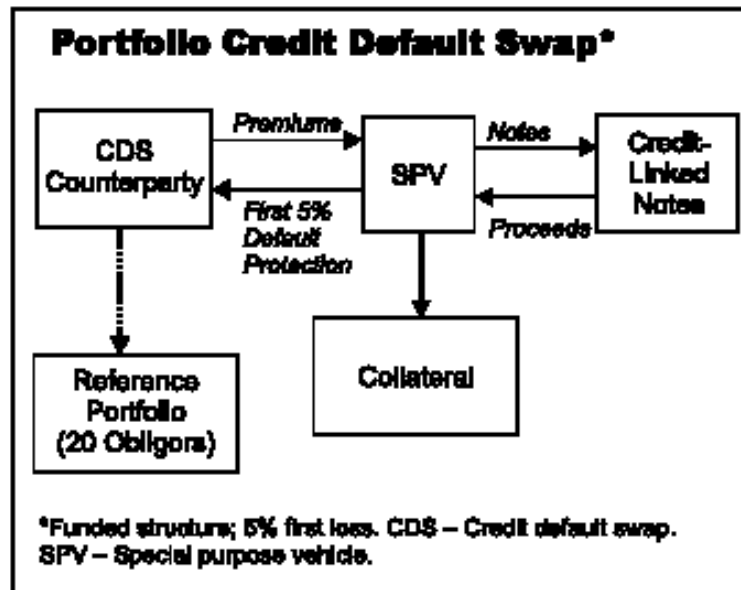 Portfolio Credit Default Swap*
Premiums
Notes
CDS
Counterparty
SPV
Credit-
Linked
Notes
First 5%
Default
Protection
Proceeds
Reference
Portfolio
(20 Obligors)
Collateral
*Funded structure; 5% first loss. CDS – Credit default swap.
SPV – Special purpose vehicle.